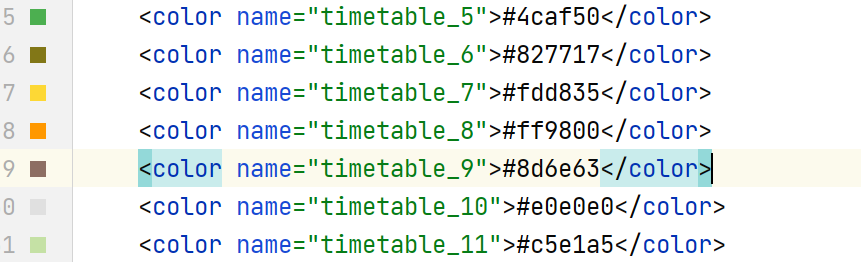 5 <color name="timetable_5">#4caf50</color>
6 <color name="timetable_6">#827717</color>
7 <color name="timetable_7">#fdd835</color>
8 <color name="timetable_8">#ff9800</color>
9 <color name="timetable_9">#8d6e63</color>
0 <color name="timetable_10">#e0e0e0</color>
1 <color name="timetable_11">#c5e1a5</color>